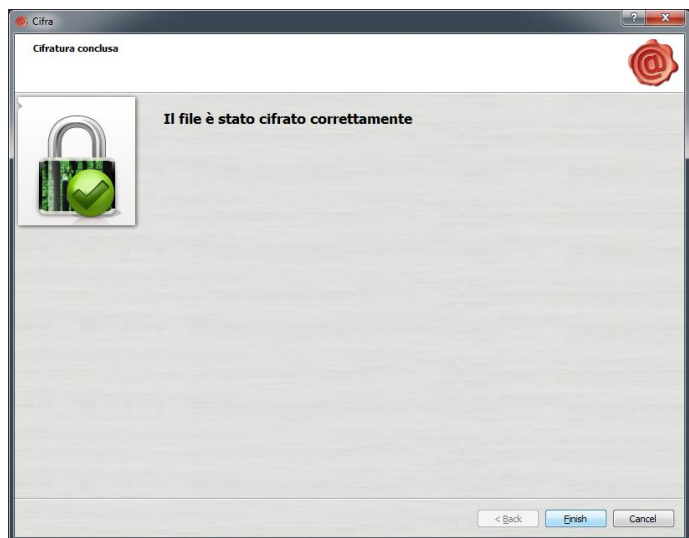 Cifra
Cifratura conclusa
Il file è stato cifrato correttamente
< Back
Finish
Cancel